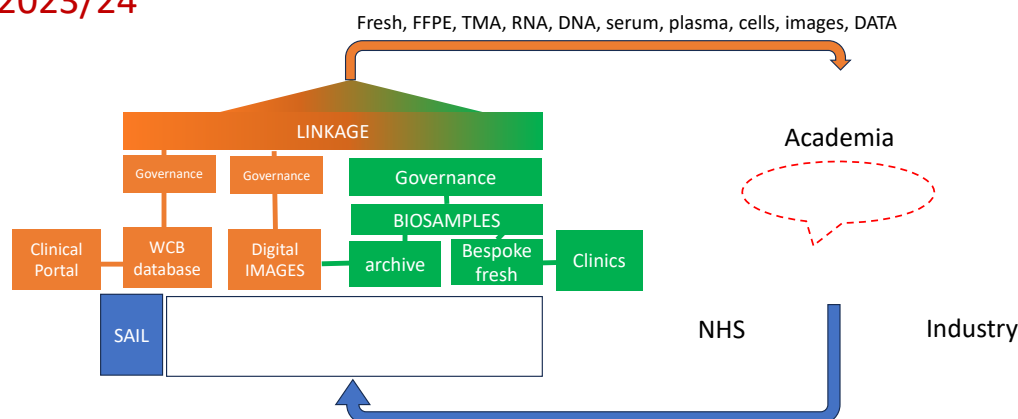 2023/24
Fresh, FFPE, TMA, RNA, DNA, serum, plasma, cells, images, DATA
LINKAGE
Governance
Governance
Governance
BIOSAMPLES
Clinical
Portal
WCB
database
Digital
IMAGES
archive
Bespoke
fresh
Clinics
SAIL
Academia
NHS
Industry